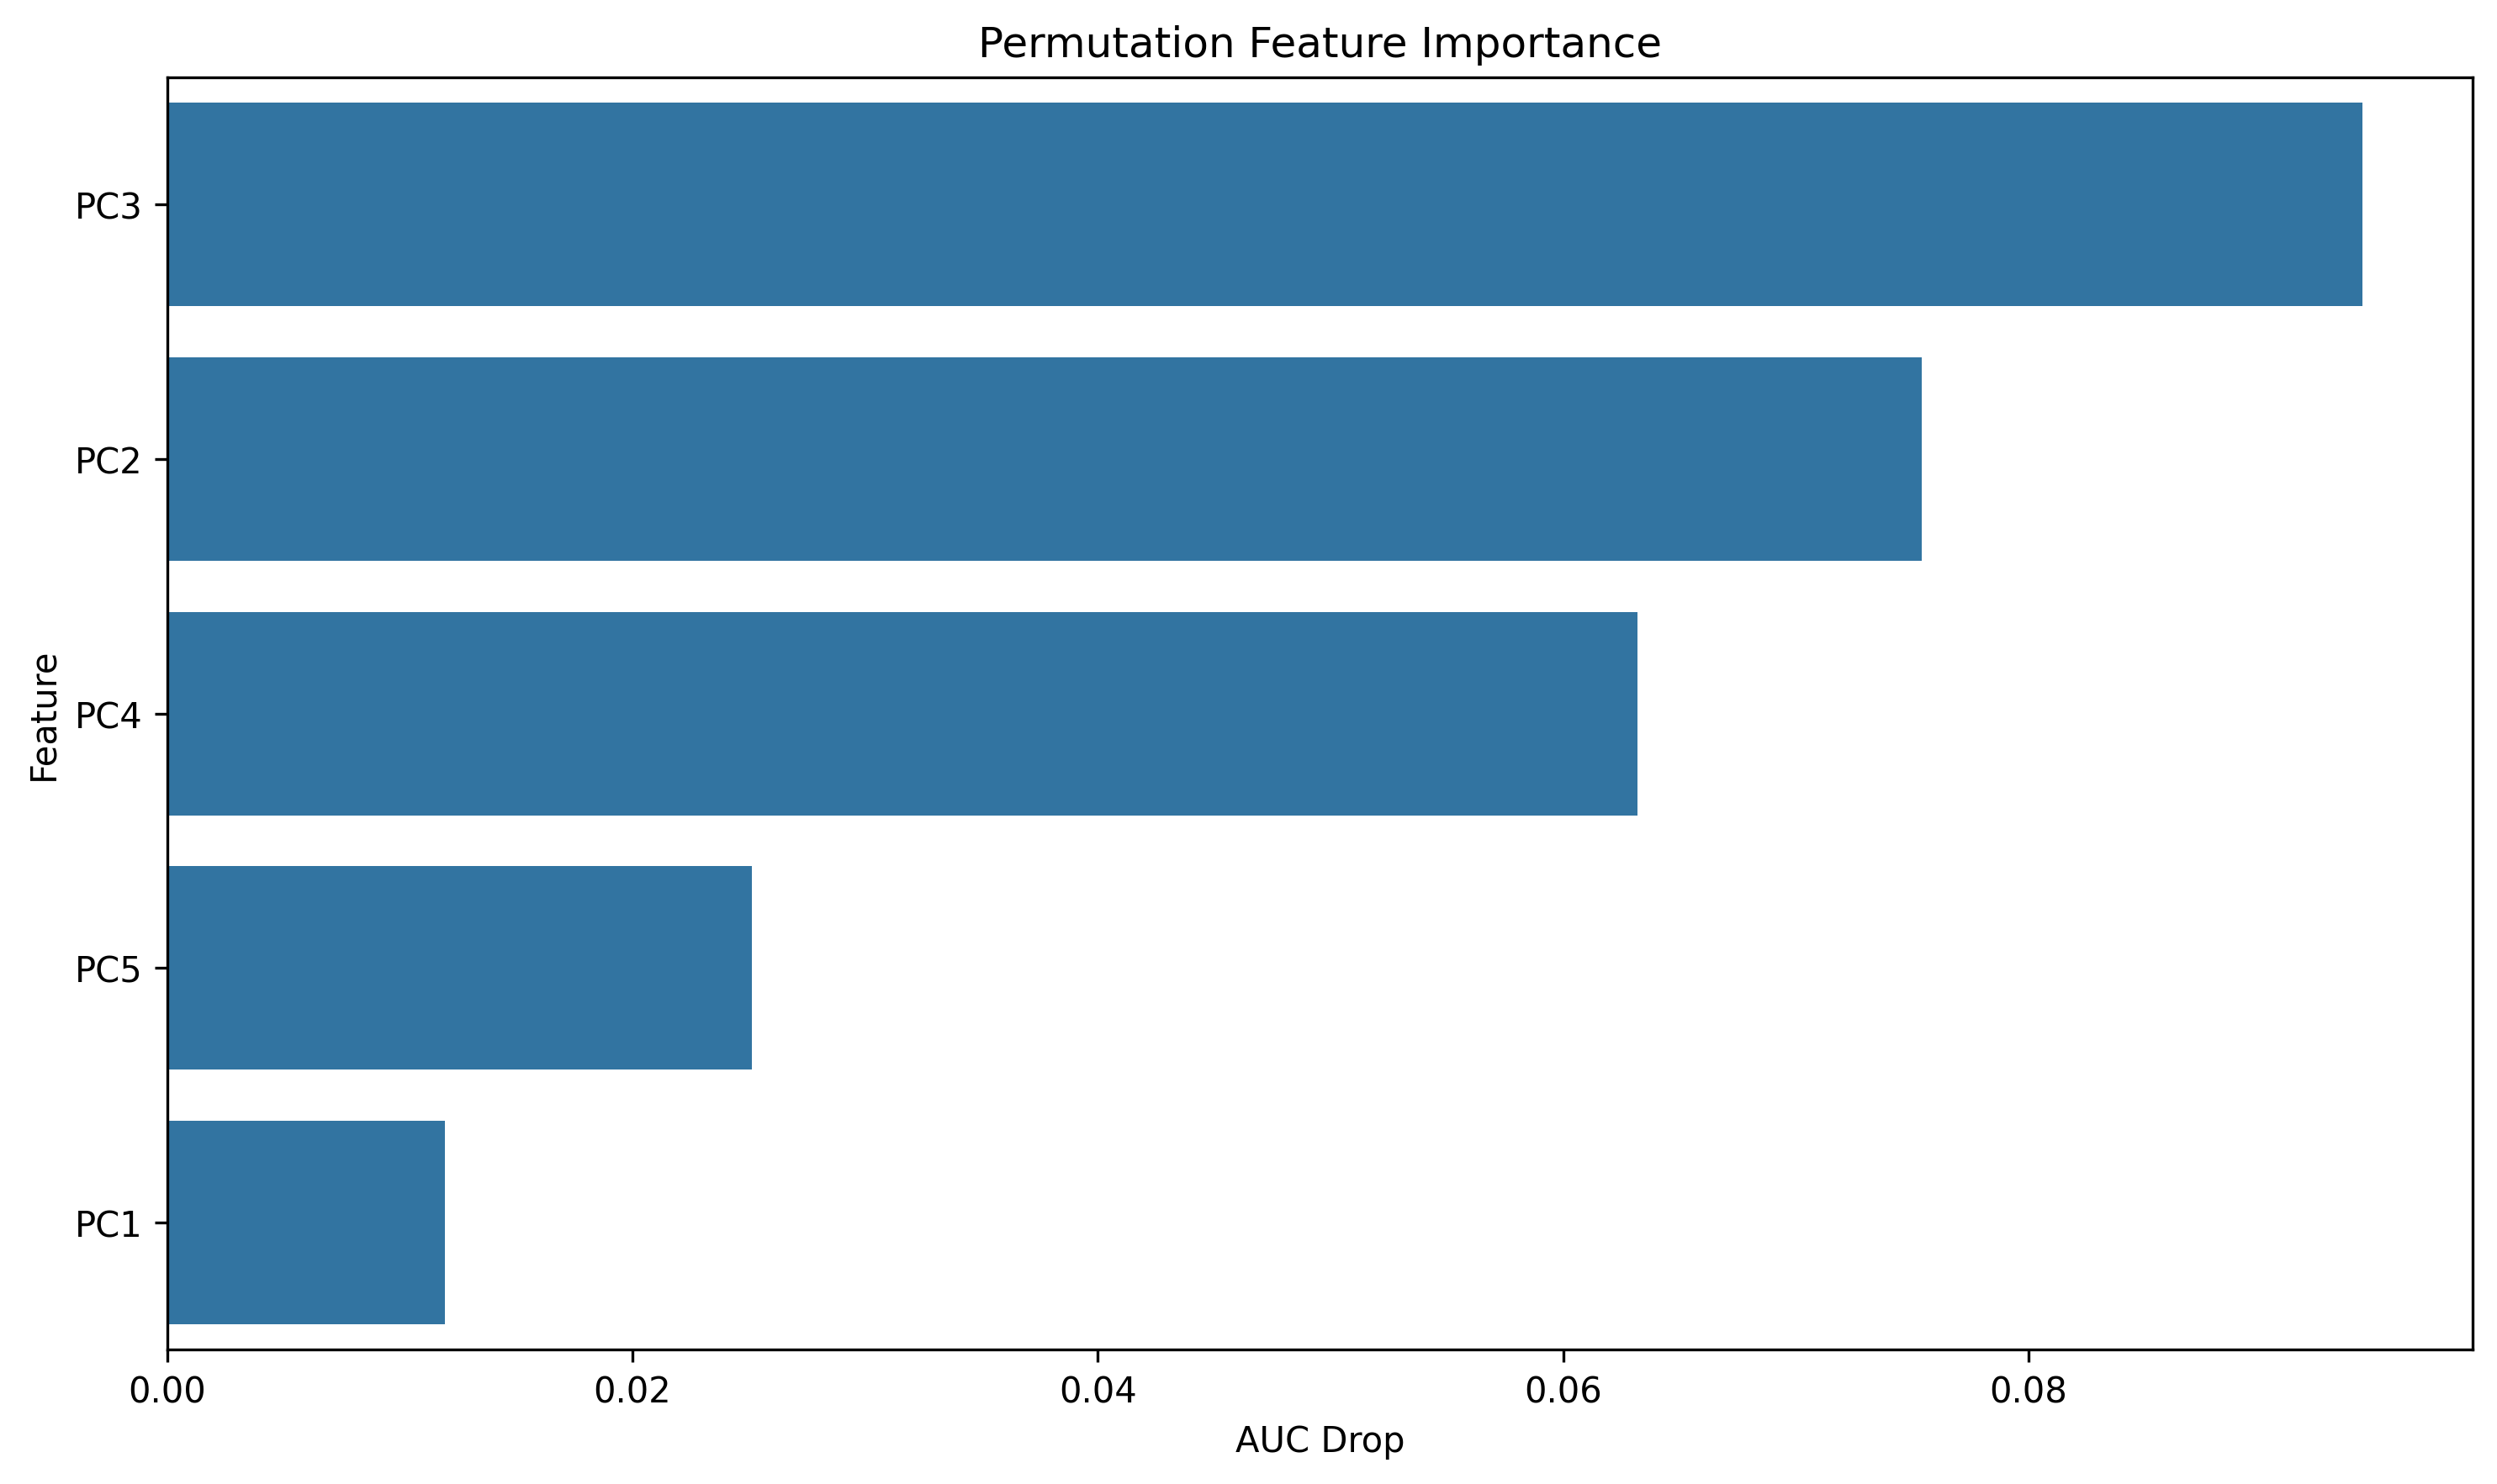 Permutation Feature Importance
PC3
PC2
PC4
PC5
PC1
Feature
0.00 0.02 0.04 0.06 0.08
AUC Drop